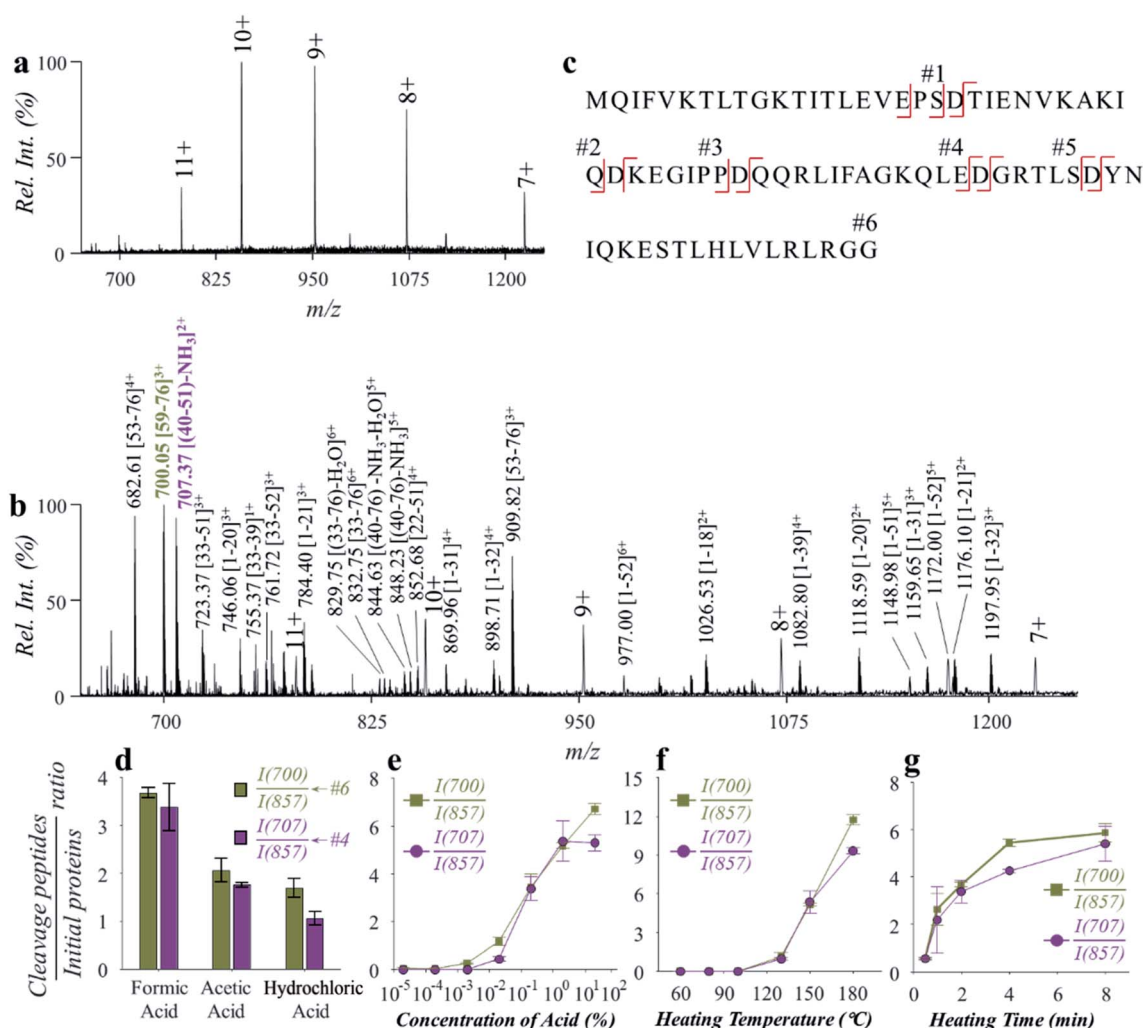 a
Rel. Int. (%)
100
50
0
11+
10+
9+
8+
7+
700 825 950 1075 1200
m/z
c
#1
MQIFVKTLTGKTITLEVEPSDTIENVKAKI
#2 #3 #4 #5
QDKEGIPPDQQRLIFAGKQLEDGRTLSDYN
#6
IQKESTLHLVLRLRGG
b
Rel. Int. (%)
100
50
0
682.61 [53-76]4+
700.05 [59-76]3+
707.37 [(40-51)-NH3]2+
723.37 [33-51]3+
746.06 [1-20]3+
755.37 [33-39]1+
761.72 [33-52]3+
11+
784.40 [1-21]3+
829.75 [(33-76)-H2O]6+
832.75 [33-76]6+
844.63 [(40-76)-NH3-H2O]5+
848.23 [(40-76)-NH3]5+
852.68 [22-51]4+
10+
869.96 [1-31]4+
898.71 [1-32]4+
909.82 [53-76]3+
9+
977.00 [1-52]6+
1026.53 [1-18]2+
8+
1082.80 [1-39]4+
1118.59 [1-20]2+
1148.98 [1-51]5+
1159.65 [1-31]3+
1172.00 [1-52]5+
1176.10 [1-21]2+
1197.95 [1-32]3+
7+
700 825 950 1075 1200
m/z
d
Cleavage peptides
Initial proteins
ratio
4
3
2
1
0
I(700)
I(857)
#6
I(707)
I(857)
#4
Formic Acid
Acetic Acid
Hydrochloric Acid
e
8
6
4
2
0
I(700)
I(857)
I(707)
I(857)
10-5 10-4 10-3 10-2 10-1 100 101 102
Concentration of Acid (%)
f
15
12
9
6
3
0
I(700)
I(857)
I(707)
I(857)
60 90 120 150 180
Heating Temperature (℃)
g
9
6
3
0
I(700)
I(857)
I(707)
I(857)
0 2 4 6 8
Heating Time (min)